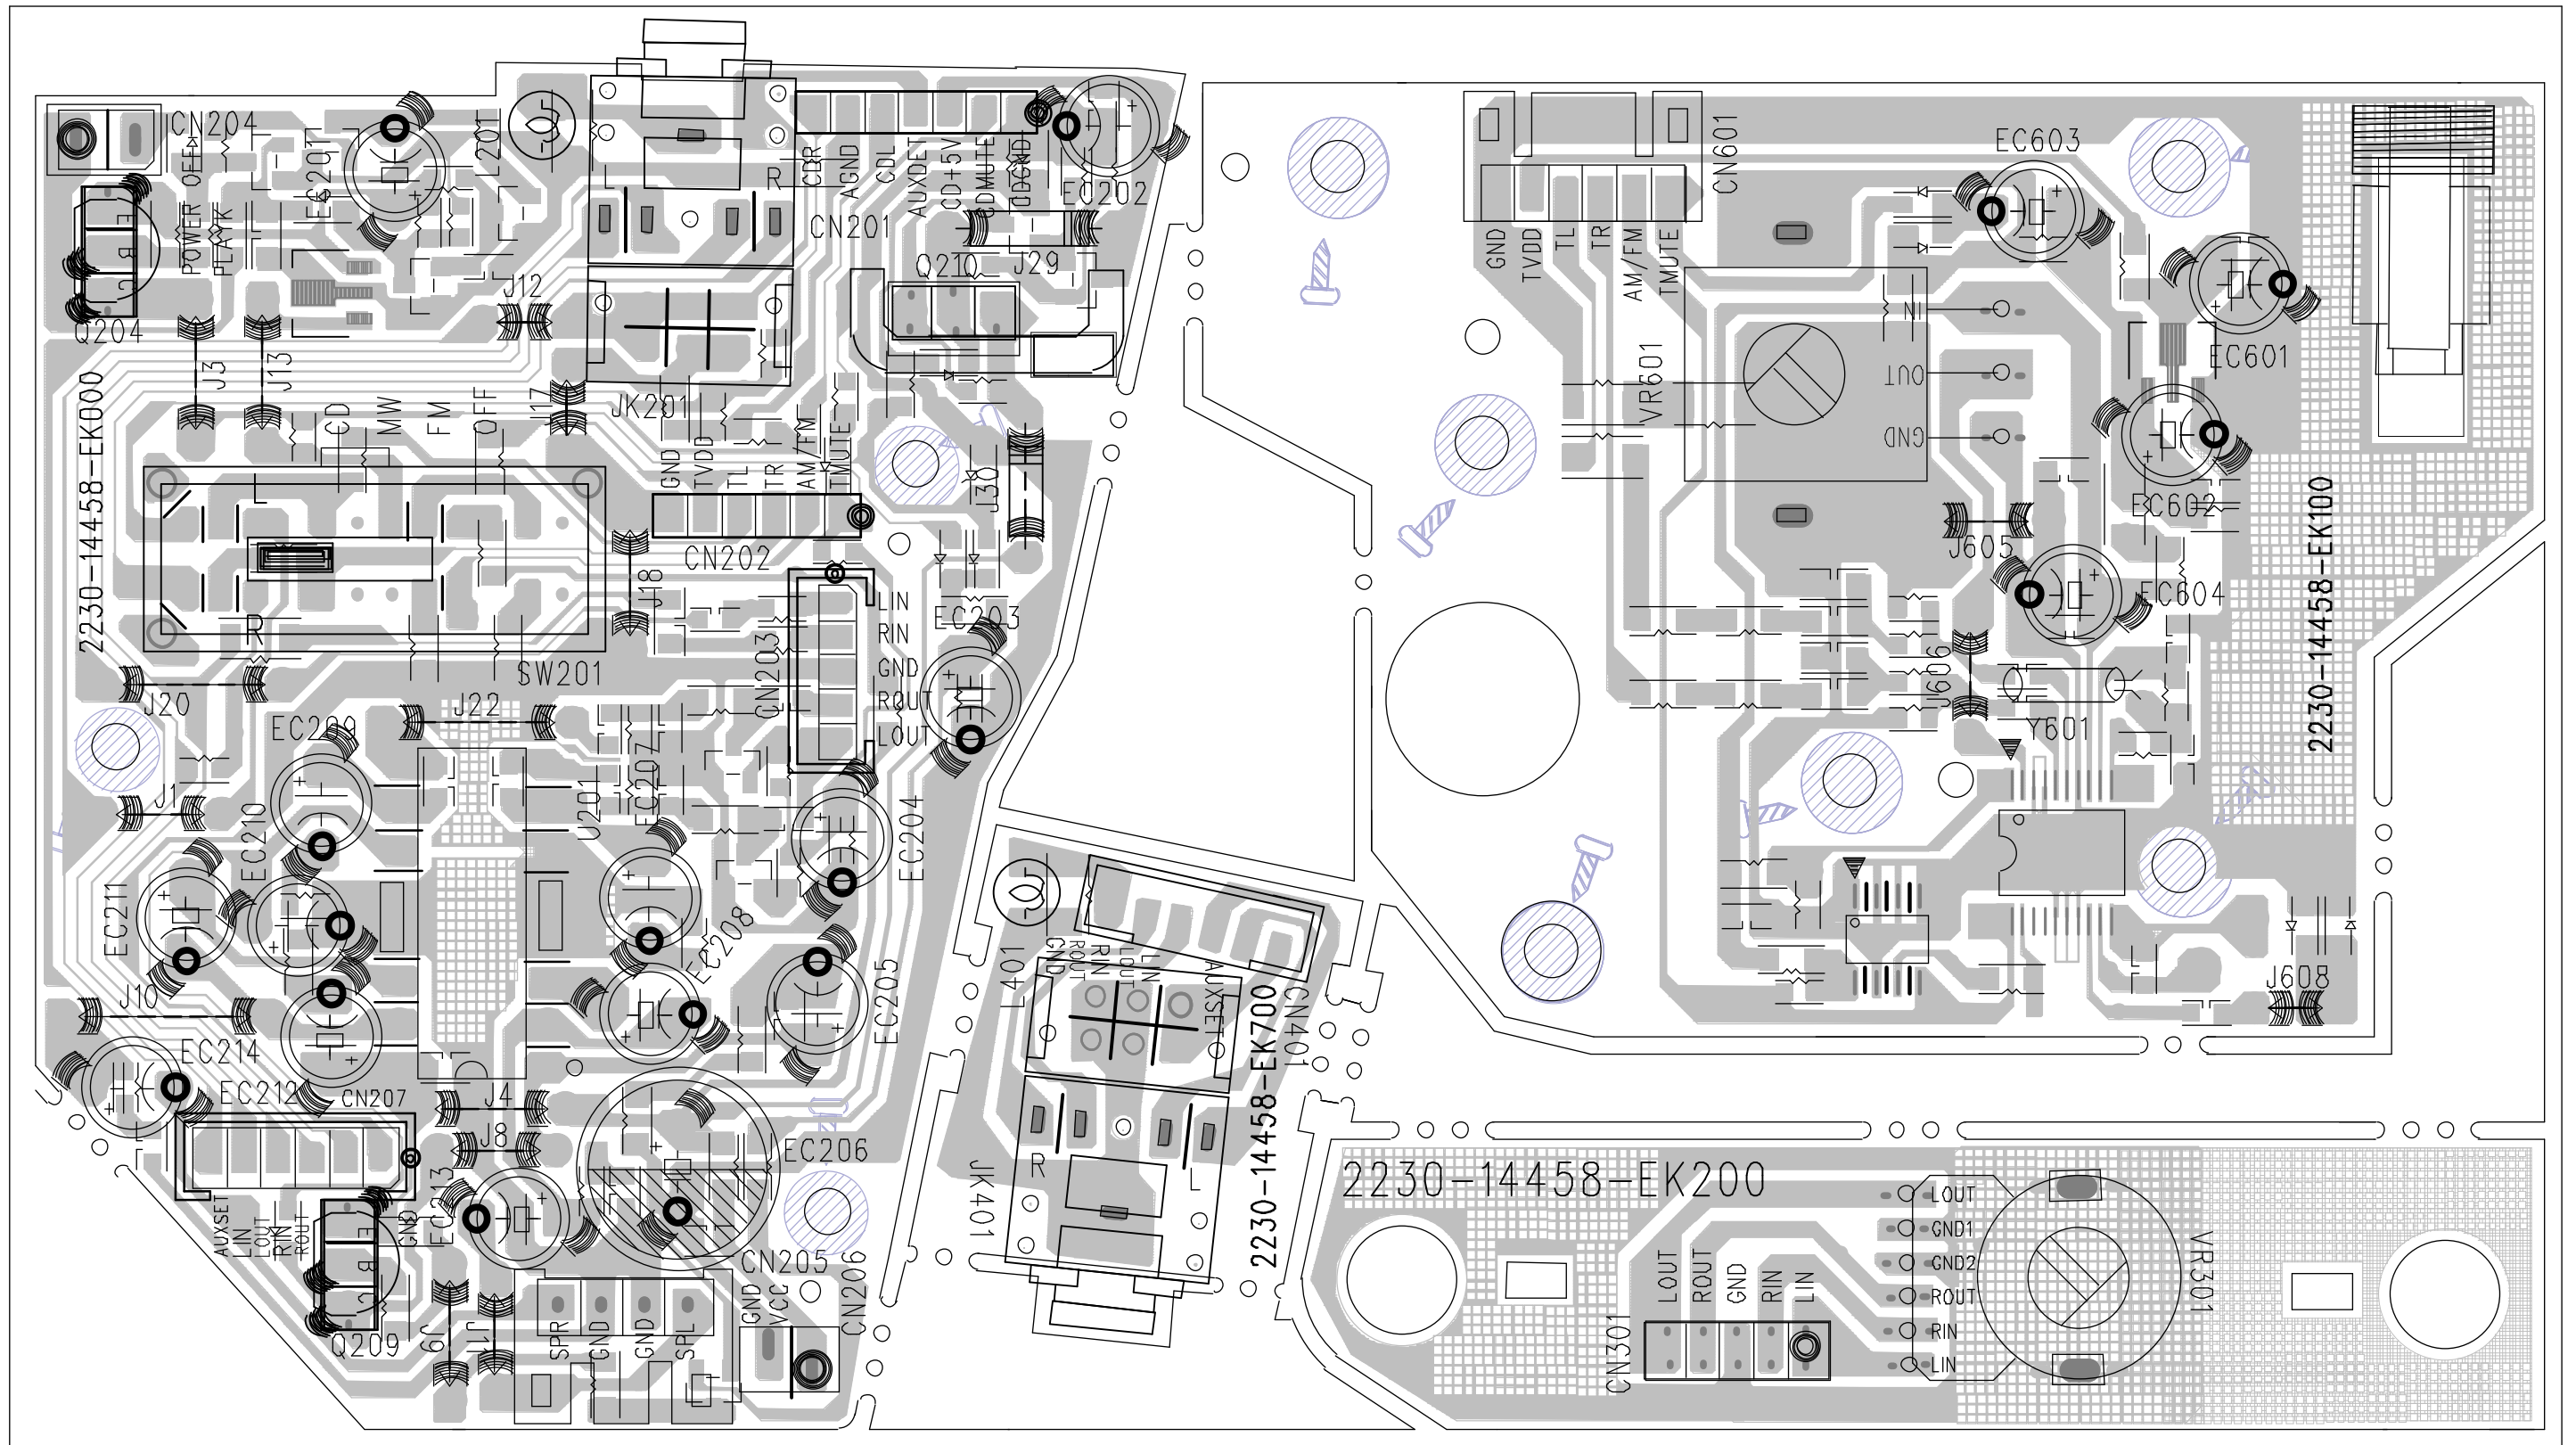 CN204
POWER OFF
PLAYK
EC201
L201
R
CDR
AGND
CDL
AUXDET
CD+5V
CDMUTE
CDGND
EC202
CN201
Q210
J29
E
B
C
Q204
J12
J3
J13
J17
JK201
2230-14458-EK000
CD
MW
FM
OFF
GND
TVDD
TL
TR
AM/FM
TMUTE
J30
L
R
CN202
J18
SW201
LIN
RIN
GND
ROUT
LOUT
CN203
EC203
J20
J22
EC209
J1
EC210
U201
EC207
EC204
EC211
EC208
EC205
J10
EC214
EC212
CN207
J4
J8
EC206
EC213
AUXSET
LIN
LOUT
RIN
ROUT
GND
E
B
C
Q209
J9
J11
SPR
GND
GND
SPL
CN205
GND
VCC
CN206
L401
GND
ROUT
RIN
LOUT
LIN
AUXSET
CN401
2230-14458-EK700
R
L
JK401
CN601
GND
TVDD
TL
TR
AM/FM
TMUTE
EC603
EC601
VR601
IN
OUT
GND
EC602
J605
EC604
2230-14458-EK100
J606
Y601
J608
2230-14458-EK200
LOUT
GND1
GND2
ROUT
RIN
LIN
VR301
LOUT
ROUT
GND
RIN
LIN
CN301